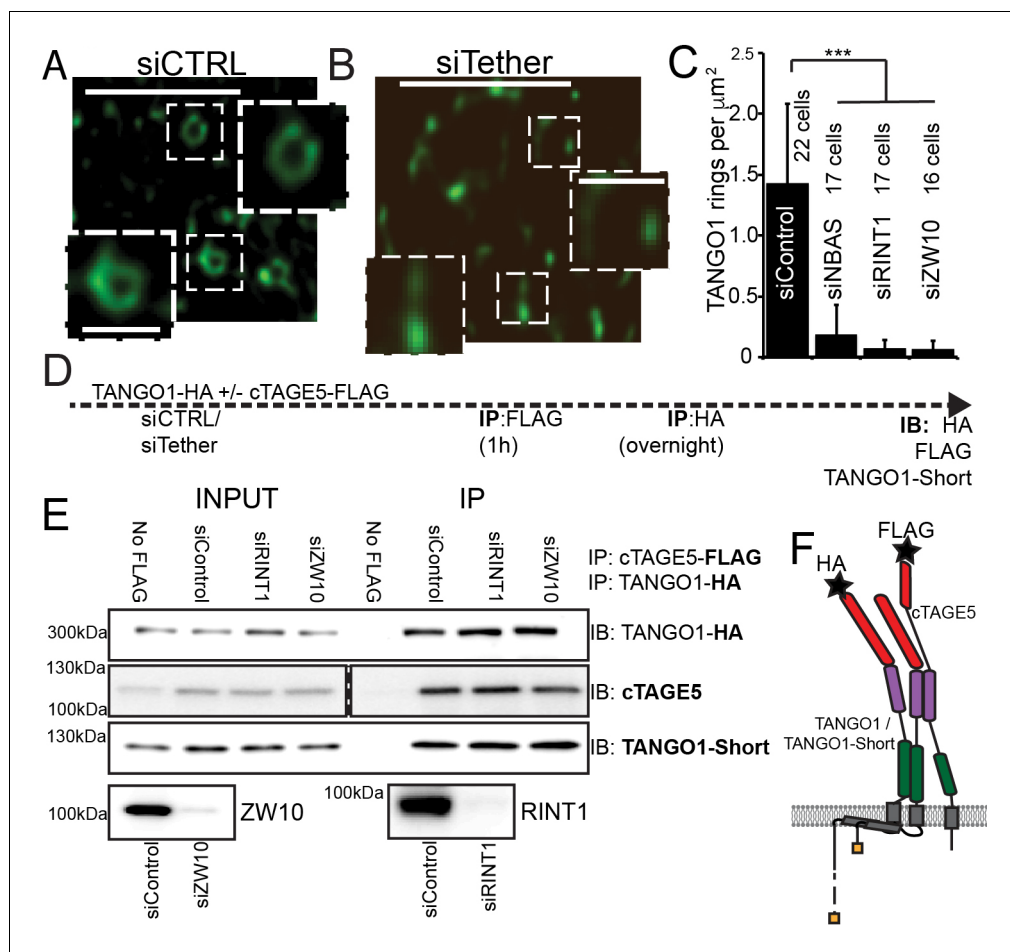 A
siCTRL
B
siTether
C
TANGO1 rings per μm²
2.5
2.0
1.5
1.0
0.5
0
***
22 cells
17 cells
17 cells
16 cells
siControl
siNBAS
siRINT1
siZW10
D
TANGO1-HA +/- cTAGE5-FLAG
siCTRL/
siTether
IP:FLAG
(1h)
IP:HA
(overnight)
IB: HA
FLAG
TANGO1-Short
E
INPUT
IP
No FLAG
siControl
siRINT1
siZW10
No FLAG
siControl
siRINT1
siZW10
IP: cTAGE5-FLAG
IP: TANGO1-HA
300kDa
IB: TANGO1-HA
130kDa
100kDa
IB: cTAGE5
130kDa
IB: TANGO1-Short
100kDa
ZW10
siControl
siZW10
100kDa
RINT1
siControl
siRINT1
F
FLAG
HA
cTAGE5
TANGO1 /
TANGO1-Short